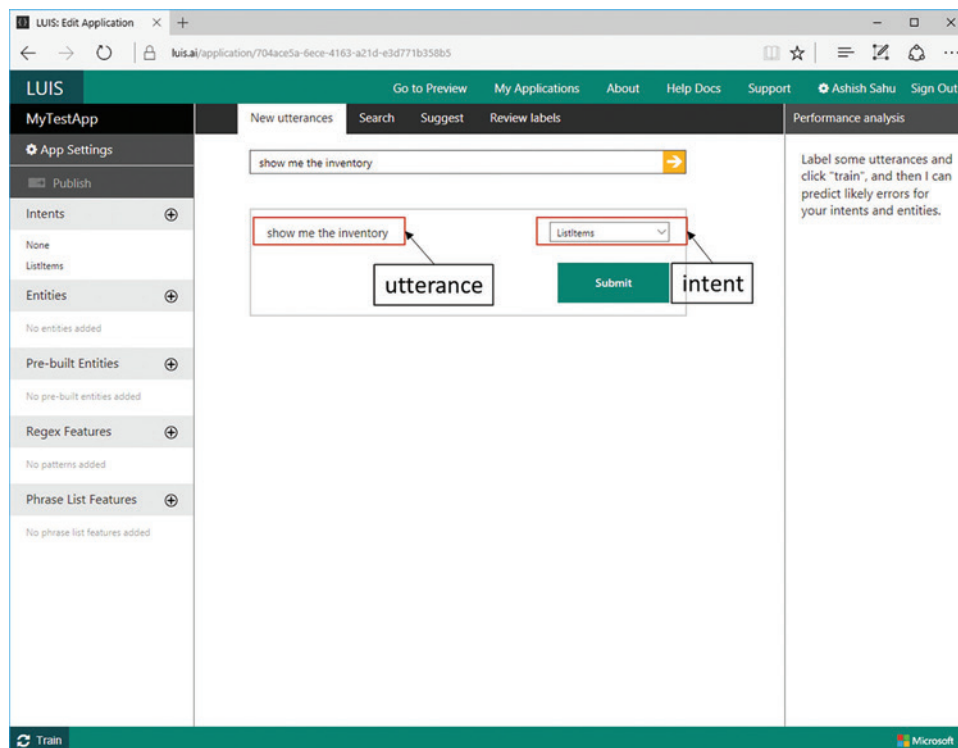 LUIS: Edit Application
luis.ai/application/704ace5a-6ece-4163-a21d-e3d771b358b5
LUIS
Go to Preview My Applications About Help Docs Support Ashish Sahu Sign Out
MyTestApp
New utterances Search Suggest Review labels
Performance analysis
App Settings
Publish
Intents
None
ListItems
Entities
No entities added
Pre-built Entities
No pre-built entities added
Regex Features
No patterns added
Phrase List Features
No phrase list features added
show me the inventory
show me the inventory
ListItems
utterance
Submit
intent
Label some utterances and
click "train", and then I can
predict likely errors for
your intents and entities.
Train
Microsoft